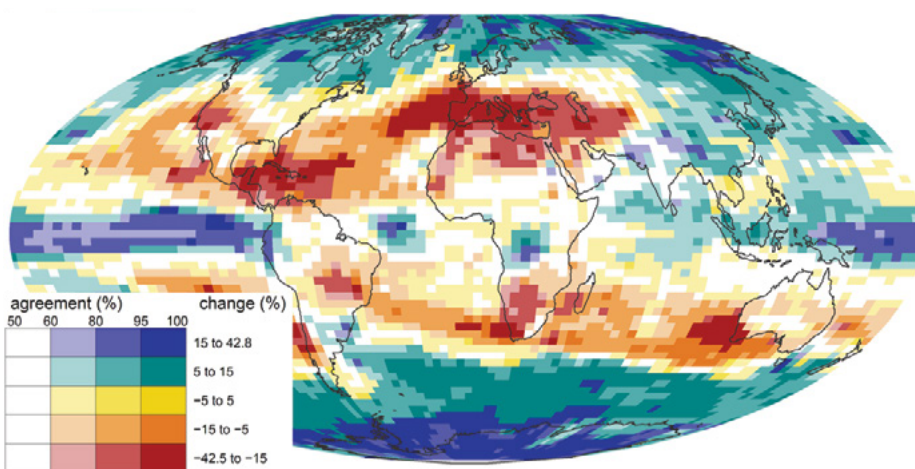 agreement (%) change (%)
50 60 80 95 100
15 to 42.8
5 to 15
−5 to 5
−15 to −5
−42.5 to −15